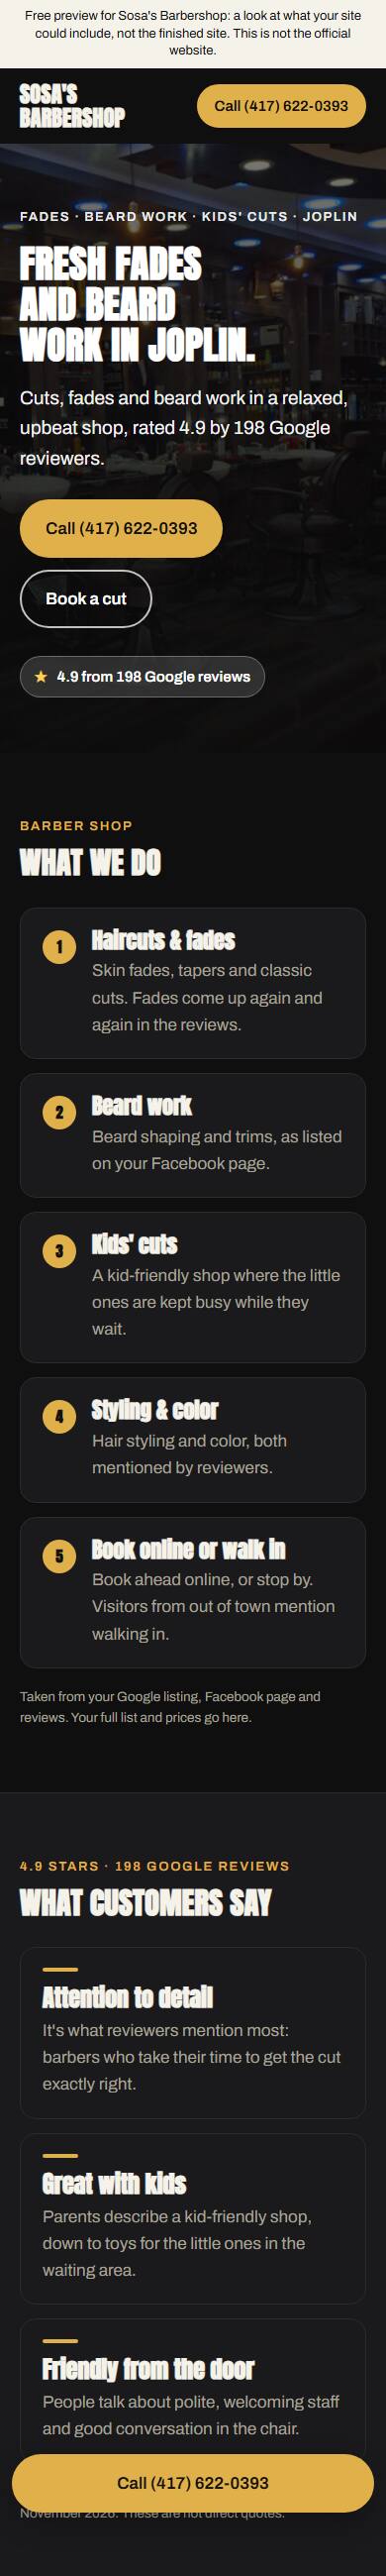 Free preview for Sosa's Barbershop: a look at what your site
could include, not the finished site. This is not the official
website.
SOSA'S
BARBERSHOP
Call (417) 622-0393
FADES · BEARD WORK · KIDS' CUTS · JOPLIN
FRESH FADES
AND BEARD
WORK IN JOPLIN.
Cuts, fades and beard work in a relaxed,
upbeat shop, rated 4.9 by 198 Google
reviewers.
Call (417) 622-0393
Book a cut
★ 4.9 from 198 Google reviews
BARBER SHOP
WHAT WE DO
1
Haircuts & fades
Skin fades, tapers and classic
cuts. Fades come up again and
again in the reviews.
2
Beard work
Beard shaping and trims, as listed
on your Facebook page.
3
Kids' cuts
A kid-friendly shop where the little
ones are kept busy while they
wait.
4
Styling & color
Hair styling and color, both
mentioned by reviewers.
5
Book online or walk in
Book ahead online, or stop by.
Visitors from out of town mention
walking in.
Taken from your Google listing, Facebook page and
reviews. Your full list and prices go here.
4.9 STARS · 198 GOOGLE REVIEWS
WHAT CUSTOMERS SAY
Attention to detail
It's what reviewers mention most:
barbers who take their time to get the cut
exactly right.
Great with kids
Parents describe a kid-friendly shop,
down to toys for the little ones in the
waiting area.
Friendly from the door
People talk about polite, welcoming staff
and good conversation in the chair.
Call (417) 622-0393
November 2026. These are not direct quotes.